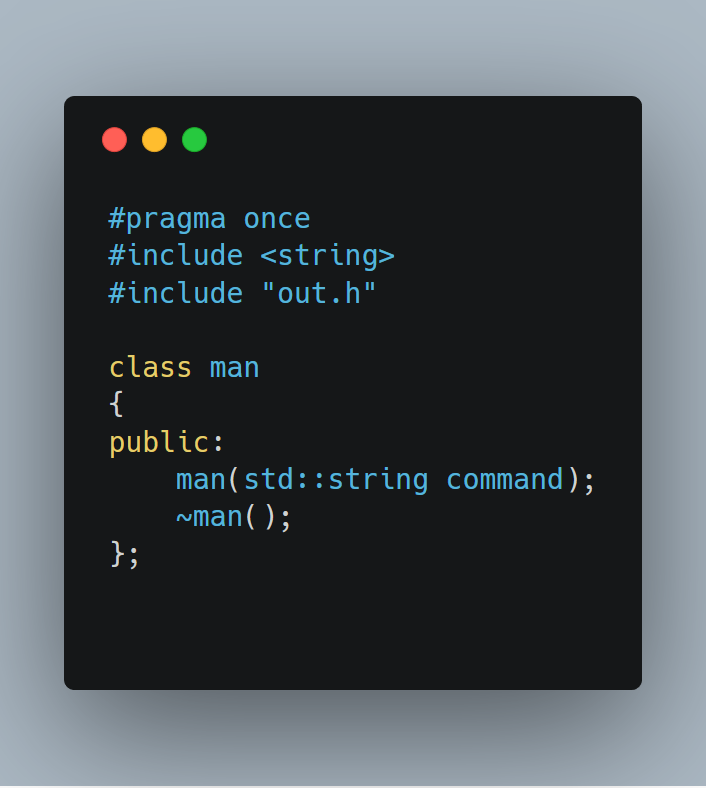 #pragma once
#include <string>
#include "out.h"

class man
{
public:
    man(std::string command);
    ~man();
};